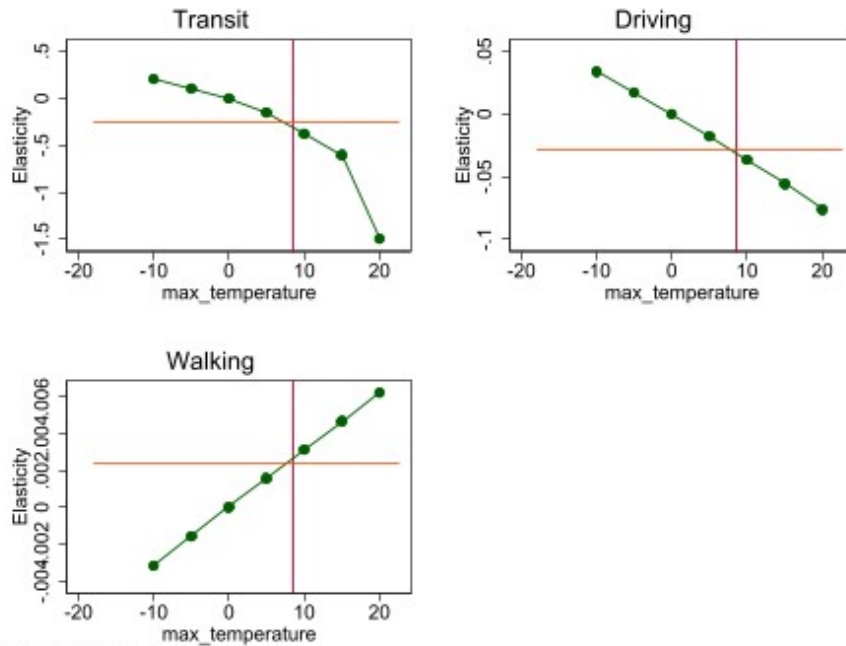 Transit
.5
0
-.5
-1
-1.5
Elasticity
-20 -10 0 10 20
max_temperature
Driving
.05
0
-.05
-.1
Elasticity
-20 -10 0 10 20
max_temperature
Walking
-.004.002 0 .002.004.006
Elasticity
-20 -10 0 10 20
max_temperature